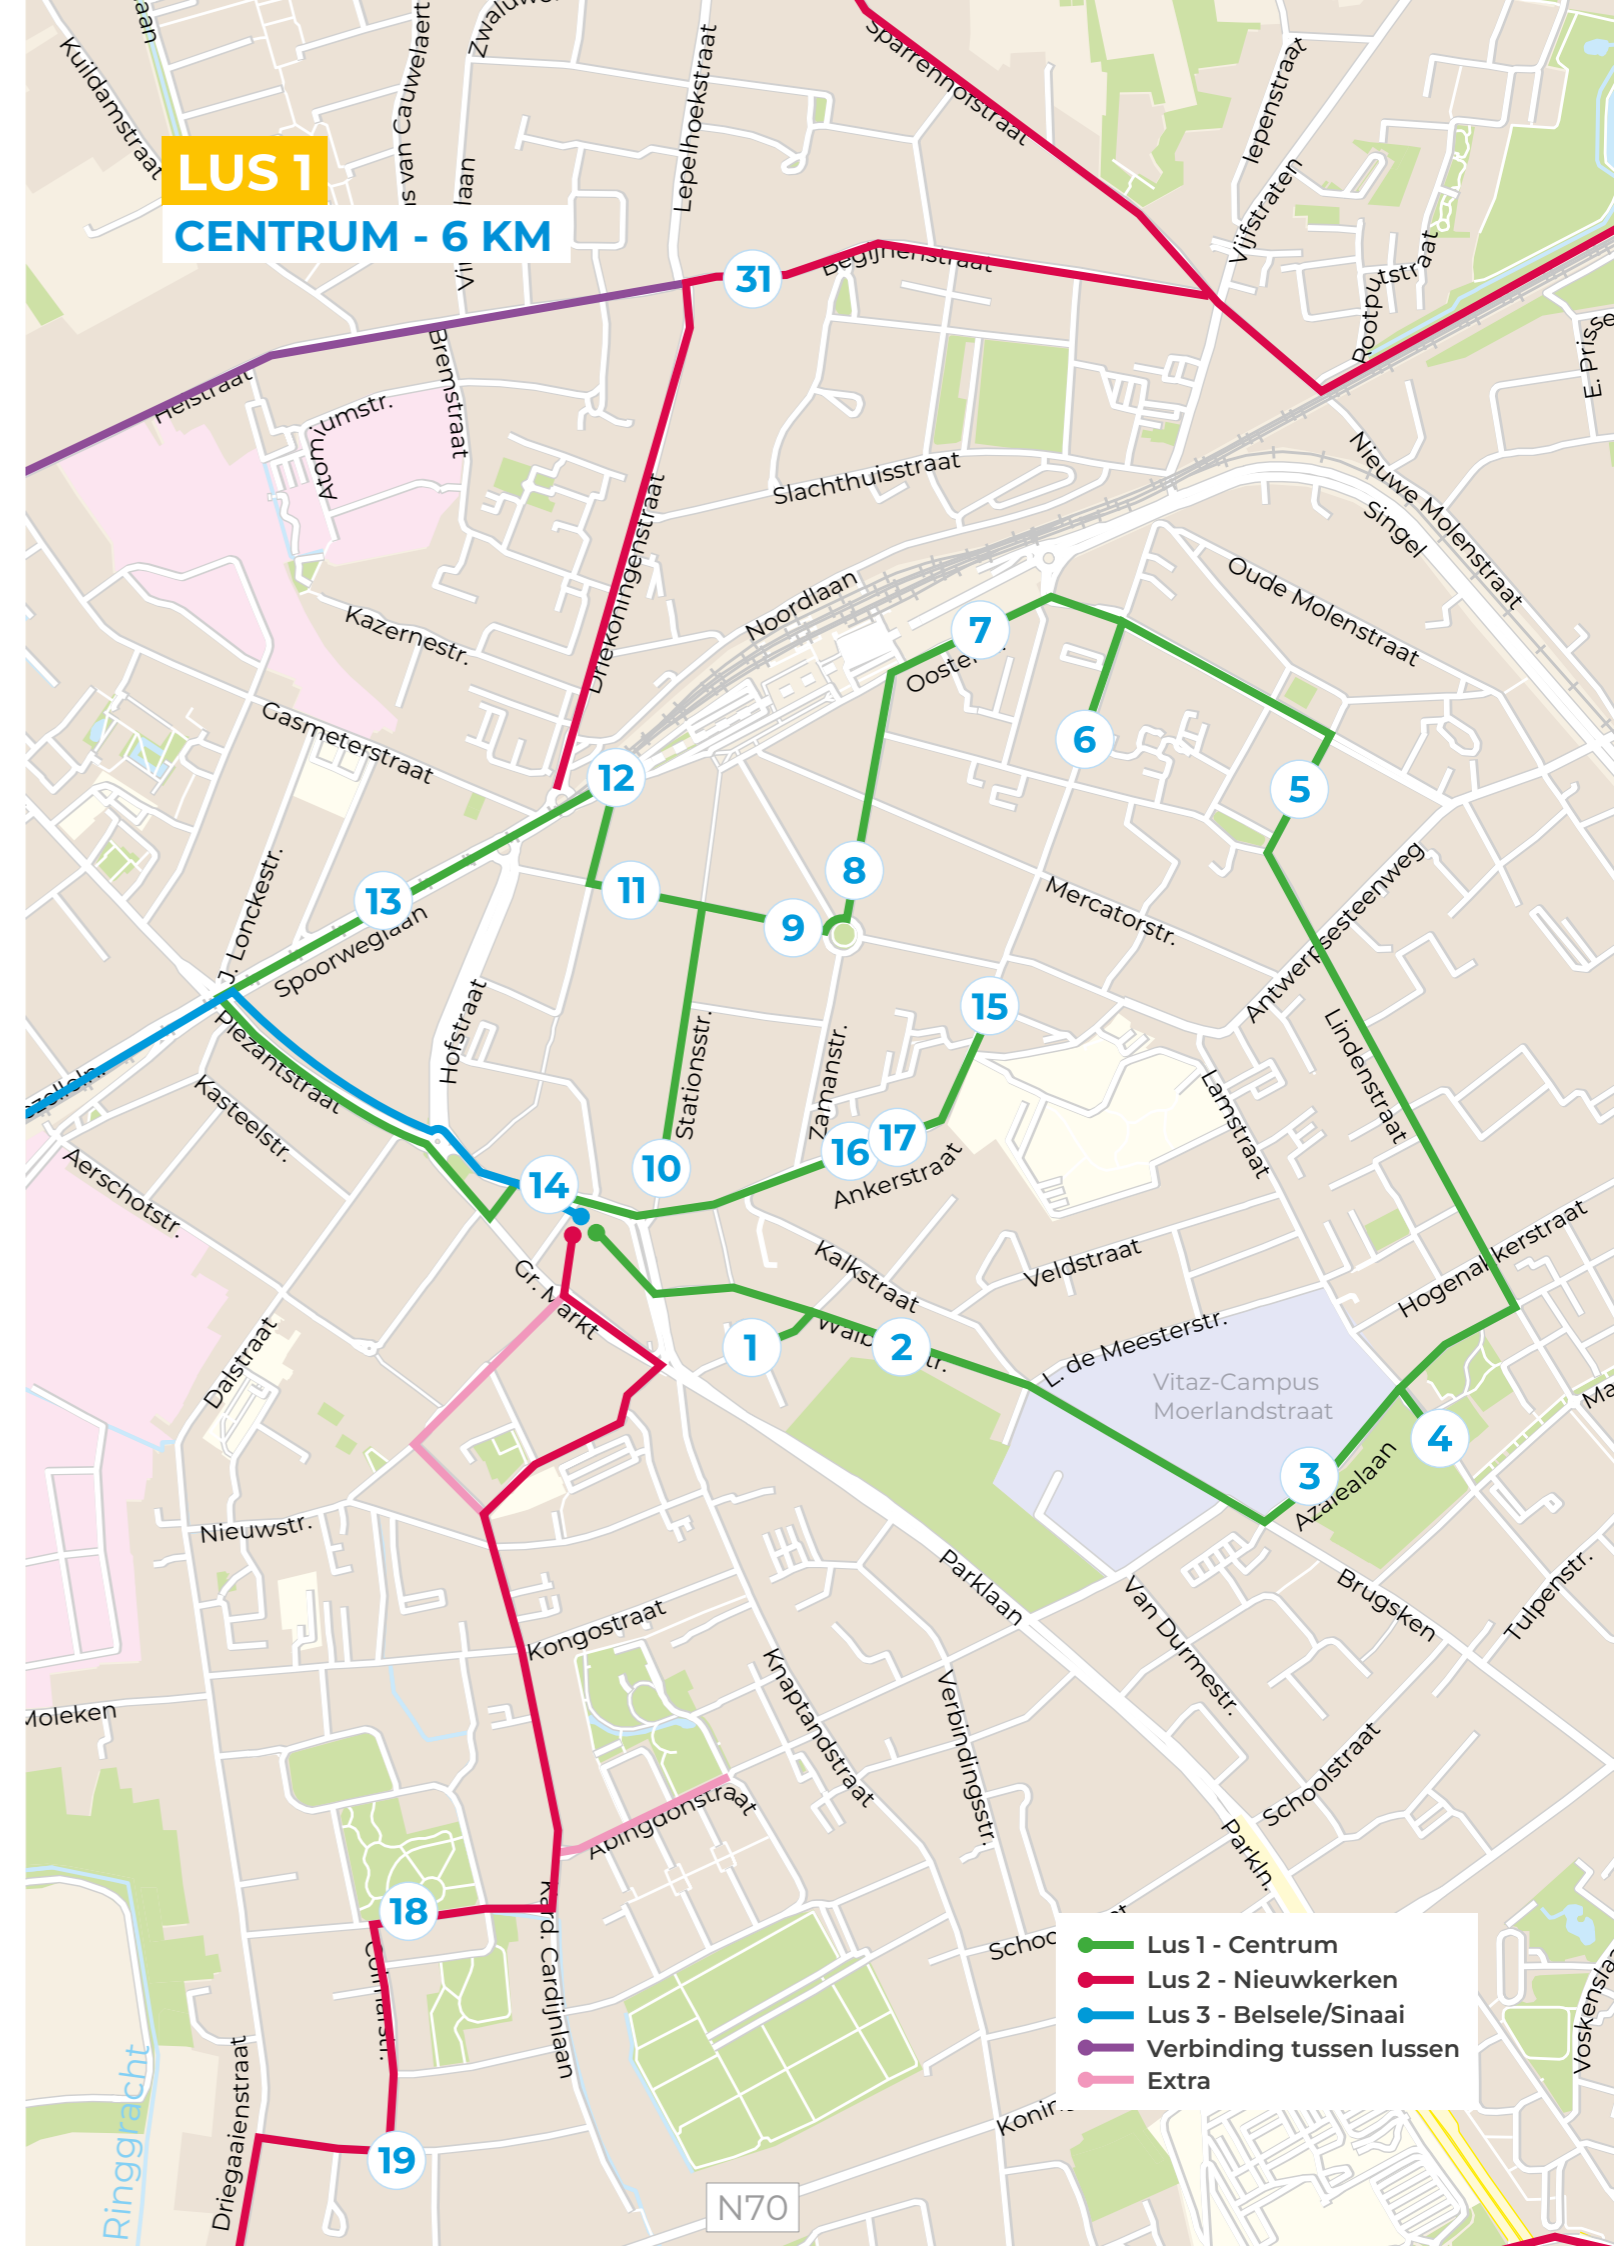 LUS 1
CENTRUM - 6 KM
Kuildamstraat
Lepelhoekstraat
Sparrenhofstraat
Iepenstraat
Vijfstraten
31
Begijnenstraat
Heistraat
Atomiumstr.
Bremstraat
Driekoningenstraat
Slachthuisstraat
Nieuwe Molenstraat
Singel
Oude Molenstraat
Kazernestr.
Noordlaan
7
6
5
Gasmeterstraat
12
13
11
9
8
J. Lonckestr.
Spoorweglaan
Mercatorstr.
Antwerpsesteenweg
15
Plezantstraat
Hofstraat
Stationsstr.
Zamanstr.
Lindenstraat
Lamstraat
Kasteelstr.
16
17
10
14
Ankerstraat
Aerschotstr.
Gr. Markt
Kalkstraat
Veldstraat
Hogenakkerstraat
1
2
L. de Meesterstr.
Dalstraat
Vitaz-Campus
Moerlandstraat
3
4
Azalealaan
Nieuwstr.
Parklaan
Van Durmestr.
Brugsken
Tulpenstr.
Kongostraat
Knaptandstraat
Verbindingsstr.
Moleken
Schoolstraat
Abingdonstraat
Parkln.
18
Kard. Cardijnlaan
Colmarstr.
19
Driegaaienstraat
Ringgracht
N70
Lus 1 - Centrum
Lus 2 - Nieuwkerken
Lus 3 - Belsele/Sinaai
Verbinding tussen lussen
Extra